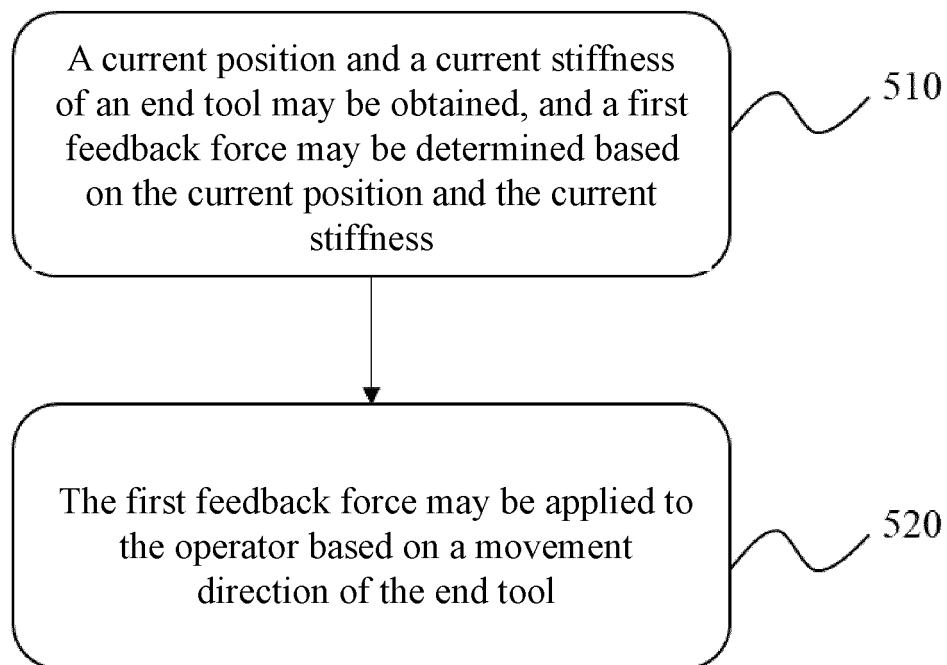 A current position and a current stiffness
of an end tool may be obtained, and a first
feedback force may be determined based
on the current position and the current
stiffness
510
The first feedback force may be applied to
the operator based on a movement
direction of the end tool
520